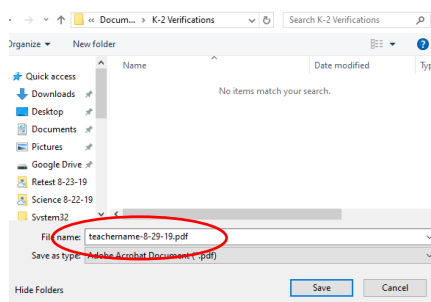 « Docum... › K-2 Verifications Search K-2 Verifications
Organize ▾ New folder
Name Date modified Typ
Quick access
No items match your search.
Downloads
Desktop
Documents
Pictures
Google Drive
Retest 8-23-19
Science 8-22-19
System32
File name: teachername-8-29-19.pdf
Save as type: Adobe Acrobat Document (*.pdf)
Hide Folders Save Cancel